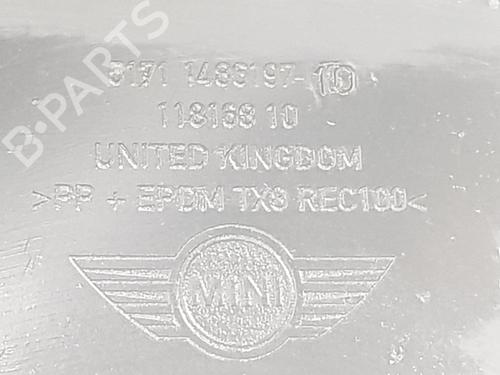 5171 1483197-10
118168 10
UNITED KINGDOM
>PP + EPDM TX8 REC100<
MINI
B-PARTS